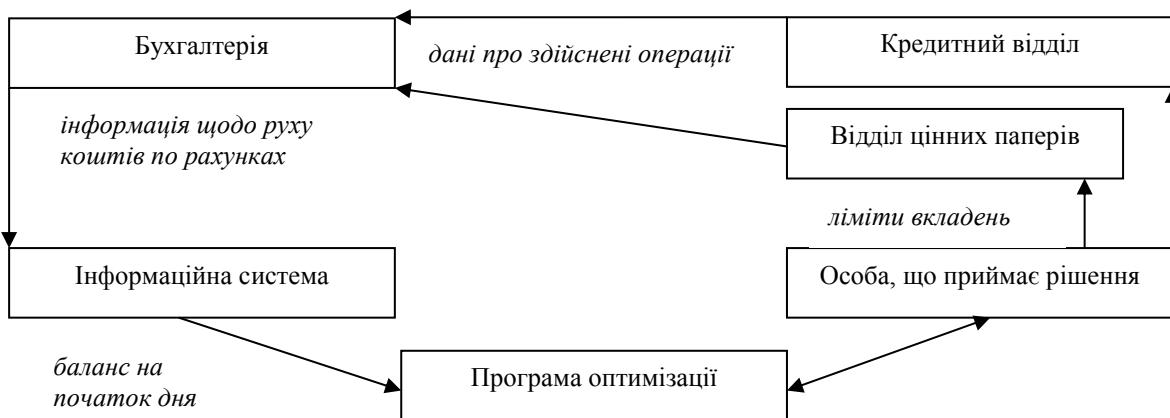 Бухгалтерія
дані про здійснені операції
Кредитний відділ
інформація щодо руху
коштів по рахунках
Відділ цінних паперів
ліміти вкладень
Інформаційна система
Особа, що приймає рішення
баланс на
початок дня
Програма оптимізації